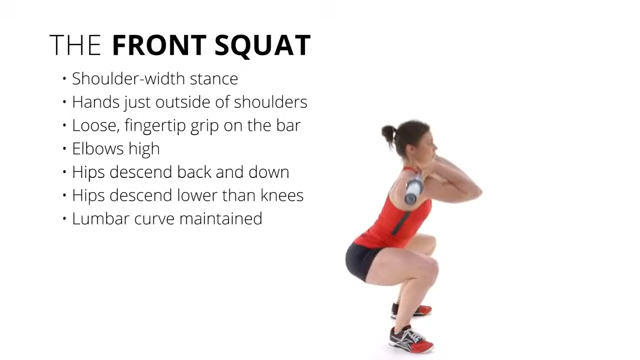 THE FRONT SQUAT
• Shoulder-width stance
• Hands just outside of shoulders
• Loose, fingertip grip on the bar
• Elbows high
• Hips descend back and down
• Hips descend lower than knees
• Lumbar curve maintained